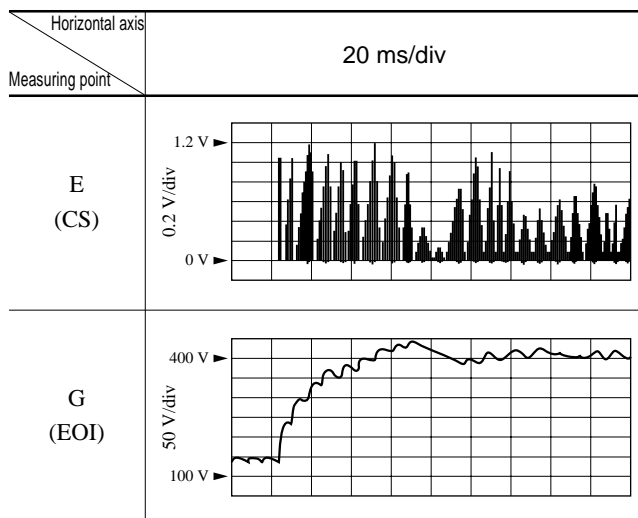 Horizontal axis
Measuring point
20 ms/div
E
(CS)
0.2 V/div
1.2 V
0 V
G
(EOI)
50 V/div
400 V
100 V